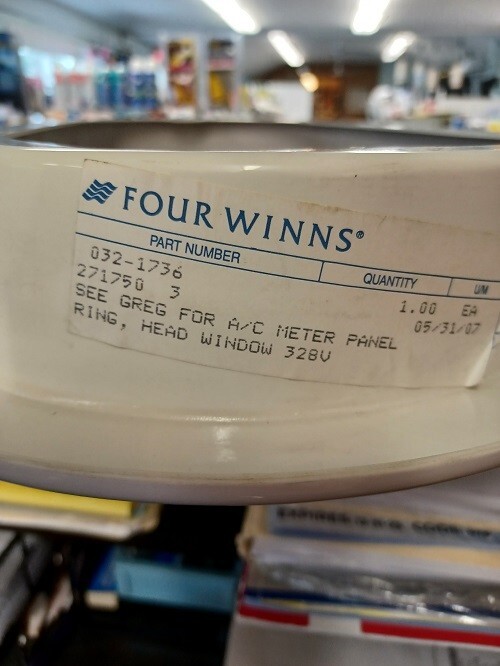 FOUR WINNS®
PART NUMBER QUANTITY U/M
032-1736 1.00 EA
271750 3 05/31/07
SEE GREG FOR A/C METER PANEL
RING, HEAD WINDOW 328V